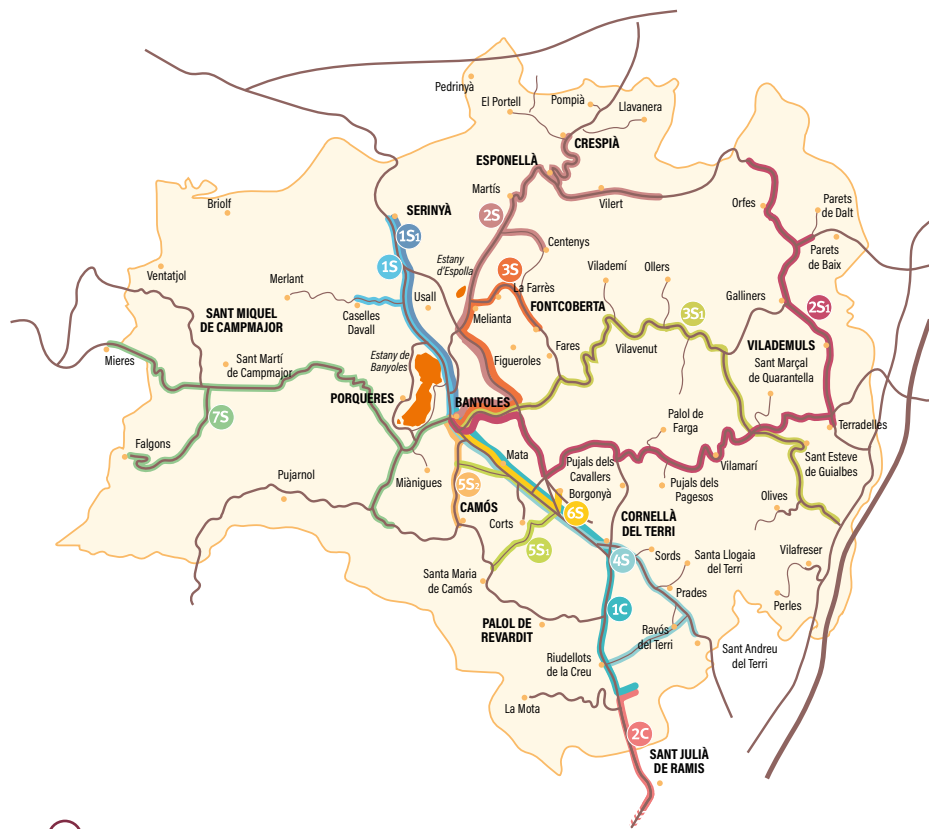 Pedrinyà
El Portell
Pompià
Llavanera
CRESPIÀ
ESPONELLÀ
Martís
Vilert
Orfes
Parets
de Dalt
Parets
de Baix
Briolf
SERINYÀ
1S1
2S
1S
Centenys
Estany
d'Espolla
3S
La Farrès
Vilademí
Ollers
Ventatjol
Merlant
Usall
FONTCOBERTA
Galliners
2S1
SANT MIQUEL
DE CAMPMAJOR
Caselles
Davall
Melianta
3S1
VILADEMULS
Mieres
Sant Martí
de Campmajor
Estany de
Banyoles
Figueroles
Fares
Vilavenut
Sant Marçal
de Quarantella
PORQUERES
BANYOLES
7S
Palol de
Farga
Terradelles
Falgons
Mata
Pujals dels
Cavallers
Vilamarí
Sant Esteve
de Guialbes
Pujarnol
Miànigues
5S2
Borgonyà
Pujals dels
Pagesos
Olives
CAMÓS
Corts
6S
CORNELLÀ
DEL TERRI
5S1
4S
Sords
Santa Llogaia
del Terri
Vilafreser
Santa Maria
de Camós
Prades
Perles
1C
PALOL DE
REVARDIT
Ravós
del Terri
Sant Andreu
del Terri
Riudellots
de la Creu
La Mota
2C
SANT JULIÀ
DE RAMIS